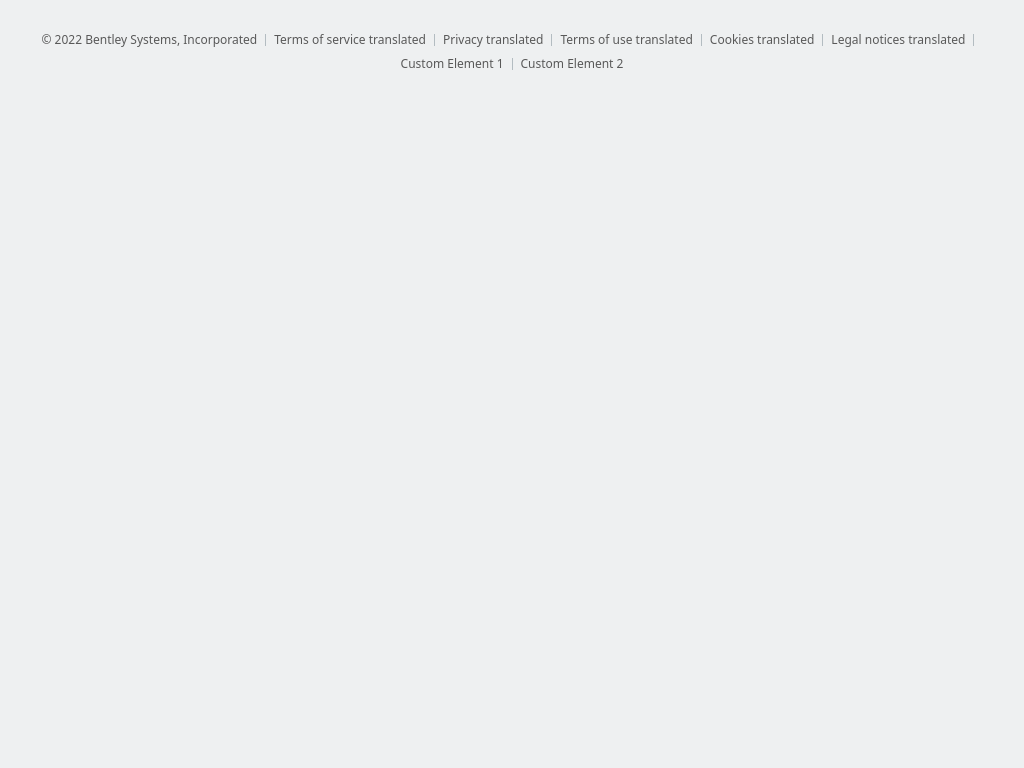 © 2022 Bentley Systems, Incorporated | Terms of service translated | Privacy translated | Terms of use translated | Cookies translated | Legal notices translated |
Custom Element 1 | Custom Element 2